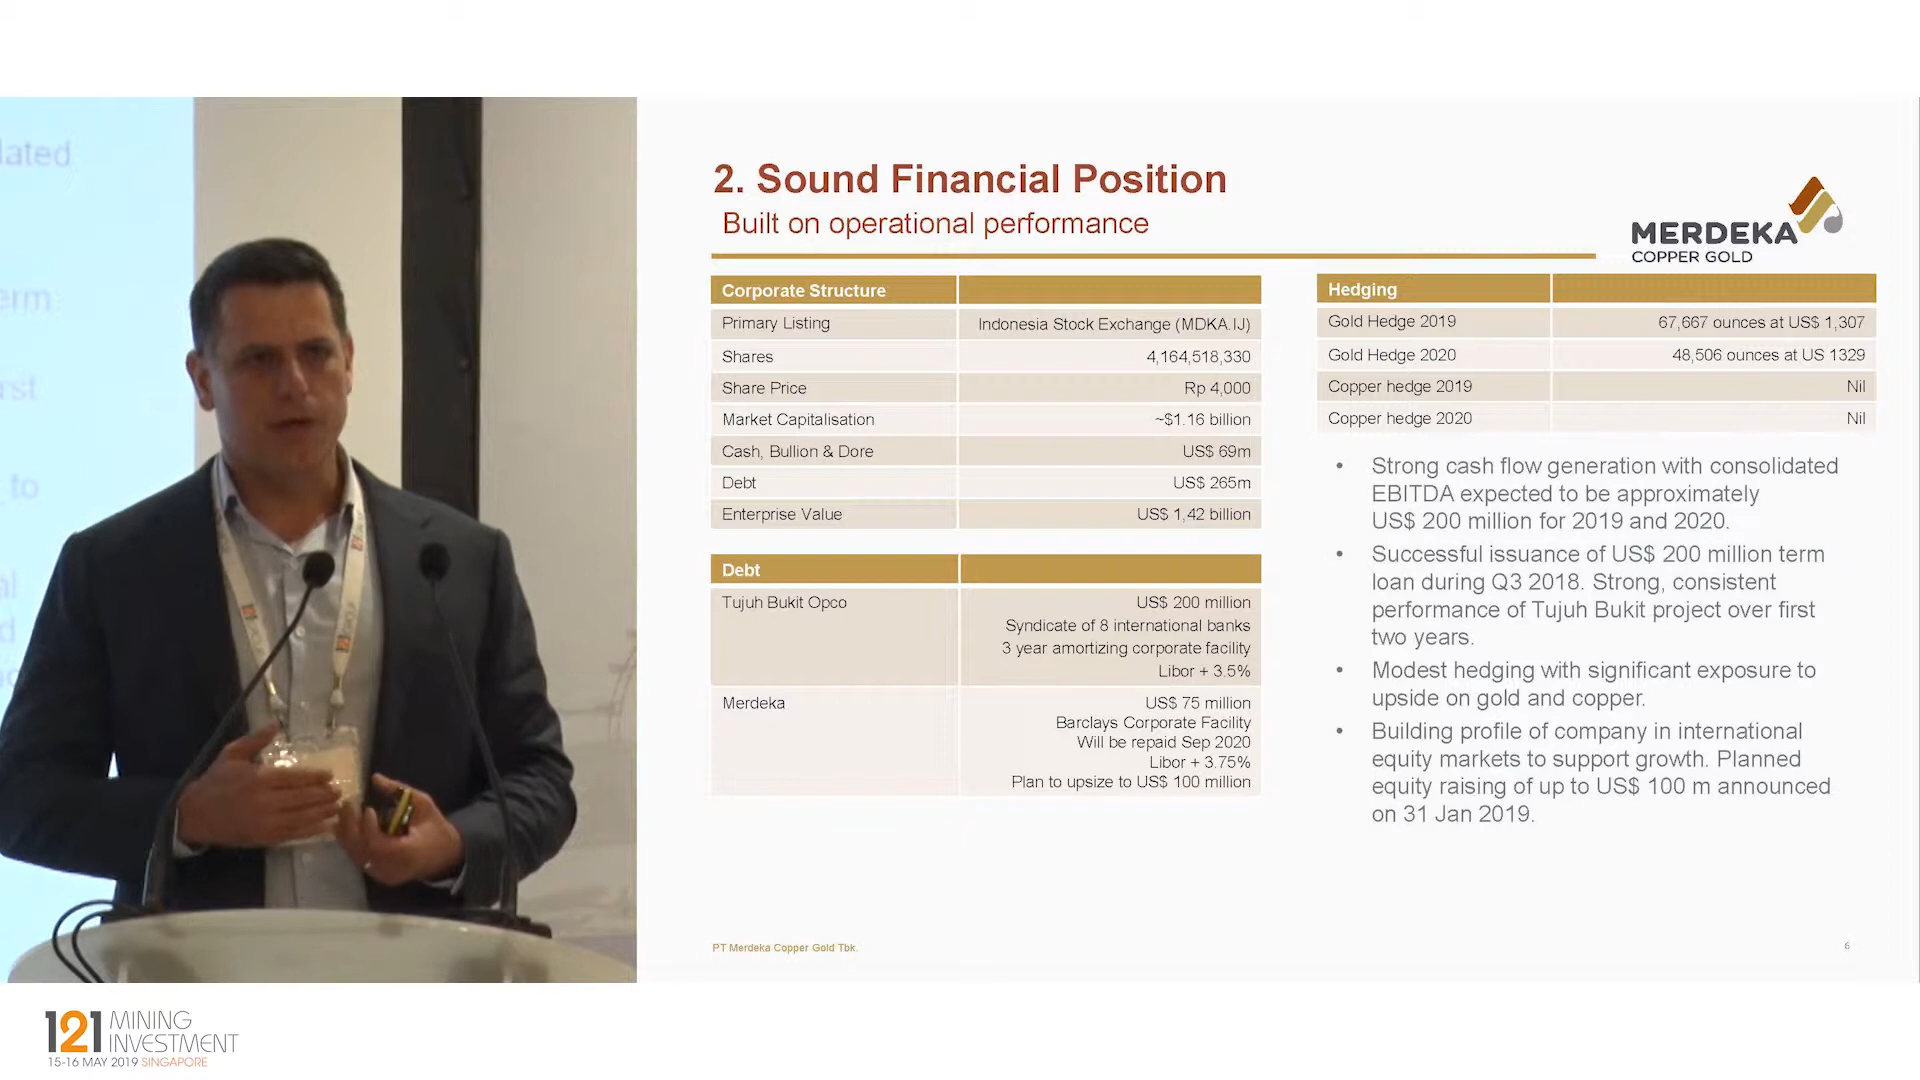 lated
erm
rst
to
al
d
2. Sound Financial Position
Built on operational performance
MERDEKA
COPPER GOLD
Corporate Structure
Primary Listing Indonesia Stock Exchange (MDKA.IJ)
Shares 4,164,518,330
Share Price Rp 4,000
Market Capitalisation ~$1.16 billion
Cash, Bullion & Dore US$ 69m
Debt US$ 265m
Enterprise Value US$ 1,42 billion
Debt
Tujuh Bukit Opco US$ 200 million
Syndicate of 8 international banks
3 year amortizing corporate facility
Libor + 3.5%
Merdeka US$ 75 million
Barclays Corporate Facility
Will be repaid Sep 2020
Libor + 3.75%
Plan to upsize to US$ 100 million
Hedging
Gold Hedge 2019 67,667 ounces at US$ 1,307
Gold Hedge 2020 48,506 ounces at US 1329
Copper hedge 2019 Nil
Copper hedge 2020 Nil
• Strong cash flow generation with consolidated
EBITDA expected to be approximately
US$ 200 million for 2019 and 2020.
• Successful issuance of US$ 200 million term
loan during Q3 2018. Strong, consistent
performance of Tujuh Bukit project over first
two years.
• Modest hedging with significant exposure to
upside on gold and copper.
• Building profile of company in international
equity markets to support growth. Planned
equity raising of up to US$ 100 m announced
on 31 Jan 2019.
PT Merdeka Copper Gold Tbk.
6
121 MINING
INVESTMENT
15-16 MAY 2019 SINGAPORE